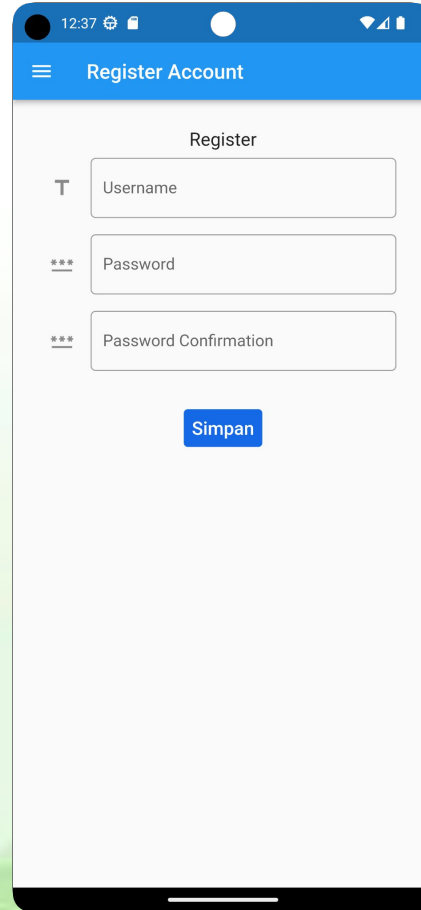 12:37
Register Account
Register
Username
Password
Password Confirmation
Simpan